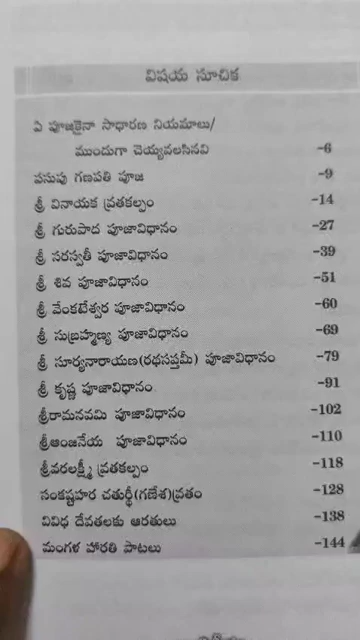 విషయ సూచిక
ఏ పూజకైనా సాధారణ నియమాలు/
ముందుగా చెయ్యవలసినవి -6
పసుపు గణపతి పూజ -9
శ్రీ వినాయక వ్రతకల్పం -14
శ్రీ గురుపాద పూజావిధానం -27
శ్రీ సరస్వతీ పూజావిధానం -39
శ్రీ శివ పూజావిధానం -51
శ్రీ వేంకటేశ్వర పూజావిధానం -60
శ్రీ సుబ్రహ్మణ్య పూజావిధానం -69
శ్రీ సూర్యనారాయణ(రథసప్తమీ) పూజావిధానం -79
శ్రీ కృష్ణ పూజావిధానం -91
శ్రీరామనవమి పూజావిధానం -102
శ్రీఆంజనేయ పూజావిధానం -110
శ్రీవరలక్ష్మీ వ్రతకల్పం -118
సంకష్టహర చతుర్థీ(గణేశ)వ్రతం -128
వివిధ దేవతలకు ఆరతులు -138
మంగళ హారతి పాటలు -144